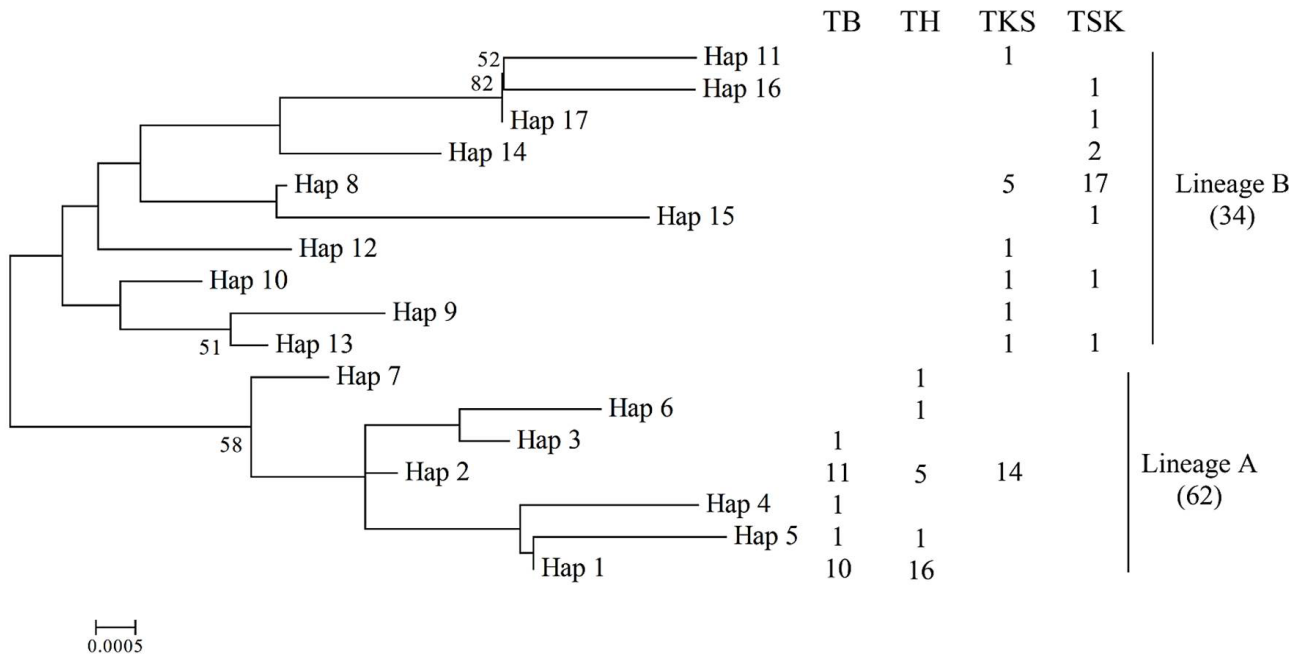 TB TH TKS TSK
52 Hap 11 1
82 Hap 16 1
Hap 17 1
Hap 14 2
Hap 8 5 17
Lineage B
Hap 15 1
(34)
Hap 12 1
Hap 10 1 1
Hap 9 1
51 Hap 13 1 1
Hap 7 1
Hap 6 1
58 Hap 3 1
Hap 2 11 5 14
Lineage A
(62)
Hap 4 1
Hap 5 1 1
Hap 1 10 16
0.0005